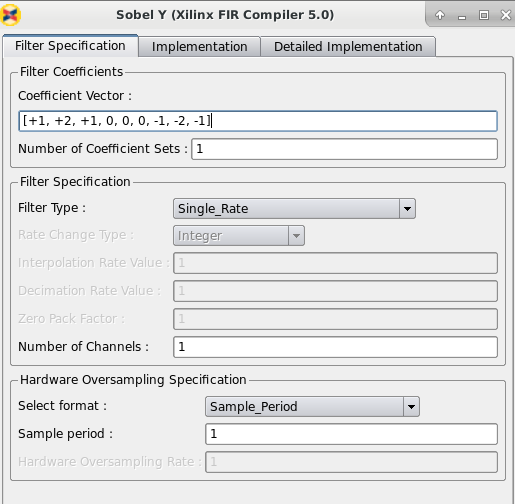 Sobel Y (Xilinx FIR Compiler 5.0)
Filter Specification Implementation Detailed Implementation
Filter Coefficients
Coefficient Vector :
[+1, +2, +1, 0, 0, 0, -1, -2, -1]
Number of Coefficient Sets : 1
Filter Specification
Filter Type : Single_Rate
Rate Change Type : Integer
Interpolation Rate Value : 1
Decimation Rate Value : 1
Zero Pack Factor : 1
Number of Channels : 1
Hardware Oversampling Specification
Select format : Sample_Period
Sample period : 1
Hardware Oversampling Rate : 1